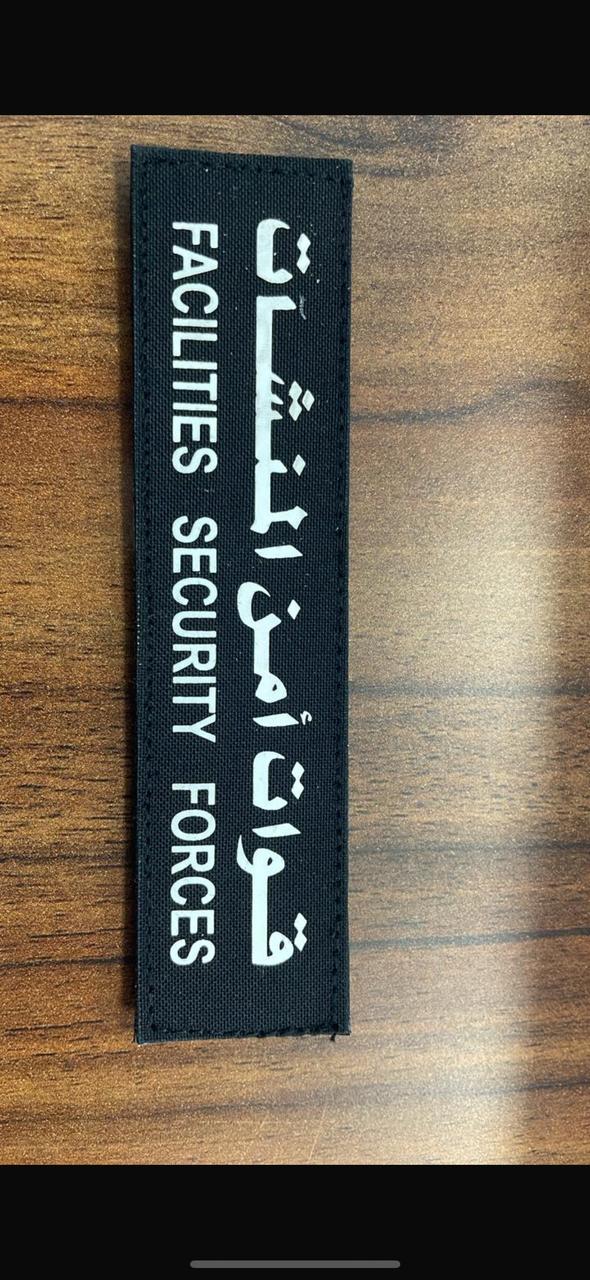 قوات أمن المنشآت
FACILITIES SECURITY FORCES